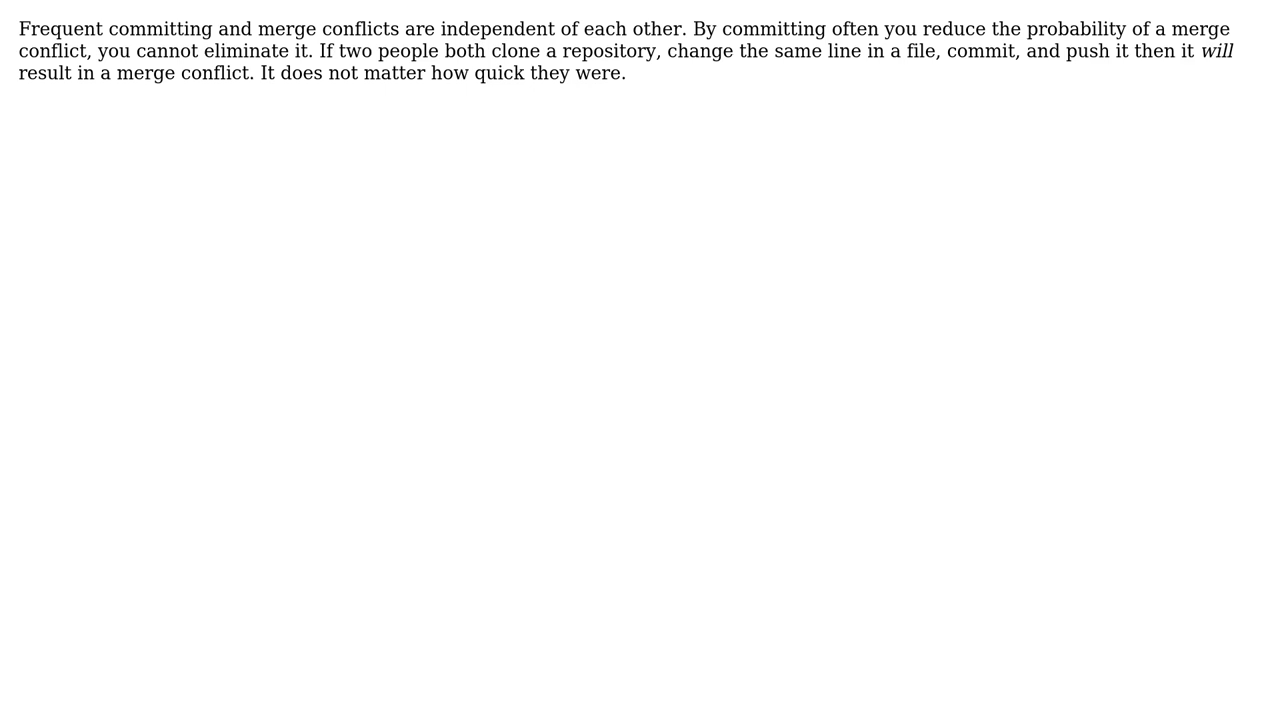 Frequent committing and merge conflicts are independent of each other. By committing often you reduce the probability of a merge
conflict, you cannot eliminate it. If two people both clone a repository, change the same line in a file, commit, and push it then it will
result in a merge conflict. It does not matter how quick they were.